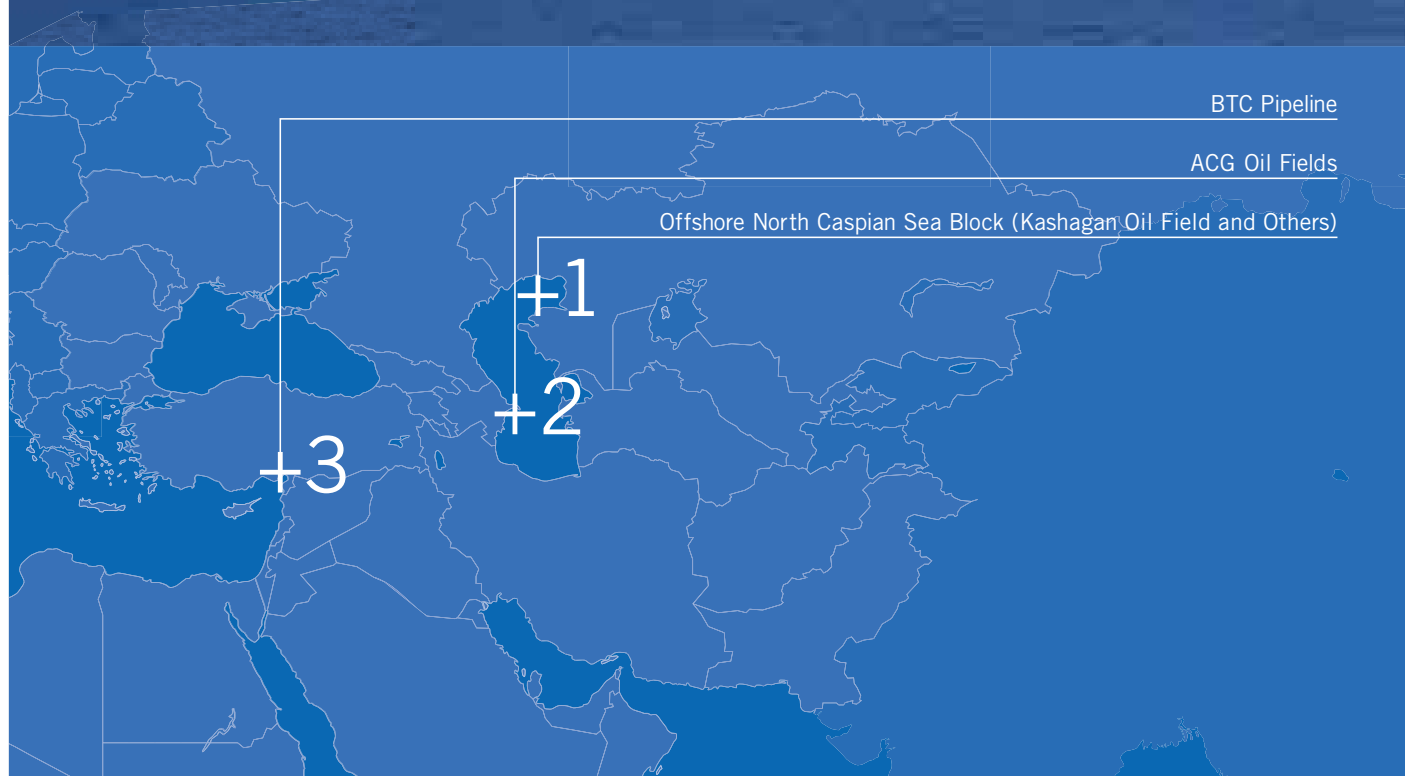 BTC Pipeline
ACG Oil Fields
Offshore North Caspian Sea Block (Kashagan Oil Field and Others)
+1
+2
+3